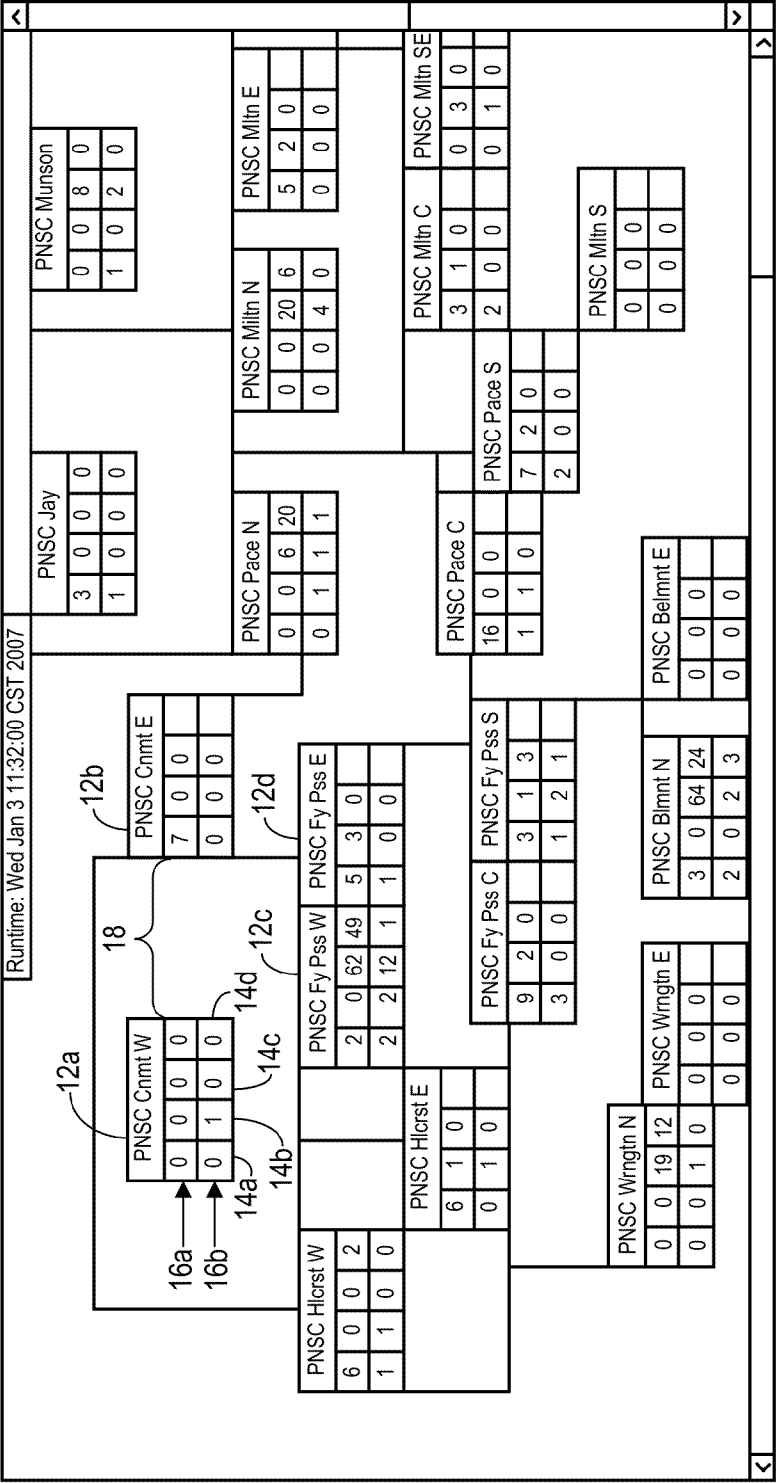 Runtime: Wed Jan 3 11:32:00 CST 2007
PNSC Jay
3 0 0 0
1 0 0 0
PNSC Munson
0 0 8 0
1 0 2 0
12a
PNSC Cnmt W
16a 0 0 0 0
16b 0 1 0 0
14a 14b 14c 14d
18
12b
PNSC Cnmt E
7 0 0
0 0 0
PNSC Pace N
0 0 6 20
0 1 1 1
PNSC Miltn N
0 0 20 6
0 0 4 0
PNSC Mltn E
5 2 0
0 0 0
PNSC Hlcrst W
6 0 0 2
1 1 0 0
12c
PNSC Fy Pss W
2 0 62 49
2 2 12 1
12d
PNSC Fy Pss E
5 3 0
1 0 0
PNSC Hlcrst E
6 1 0
0 1 0
PNSC Pace C
16 0 0
1 1 0
PNSC Mltn C
3 1 0
2 0 0
PNSC Mltn SE
0 3 0
0 1 0
PNSC Fy Pss C
9 2 0
3 0 0
PNSC Fy Pss S
3 1 3
1 2 1
PNSC Pace S
7 2 0
2 0 0
PNSC Mltn S
0 0 0
0 0 0
PNSC Wrngtn N
0 0 19 12
0 0 1 0
PNSC Wrngtn E
0 0 0
0 0 0
PNSC Blmnt N
3 0 64 24
2 0 2 3
PNSC Belmnt E
0 0 0
0 0 0